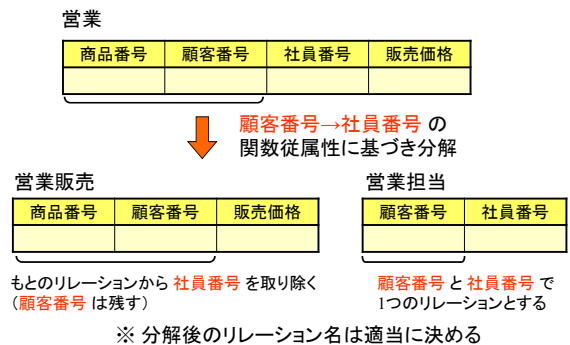 営業
商品番号 顧客番号 社員番号 販売価格
顧客番号→社員番号 の
関数従属性に基づき分解
営業販売
商品番号 顧客番号 販売価格
もとのリレーションから 社員番号 を取り除く
（顧客番号 は残す）
営業担当
顧客番号 社員番号
顧客番号 と 社員番号 で
1つのリレーションとする
※ 分解後のリレーション名は適当に決める